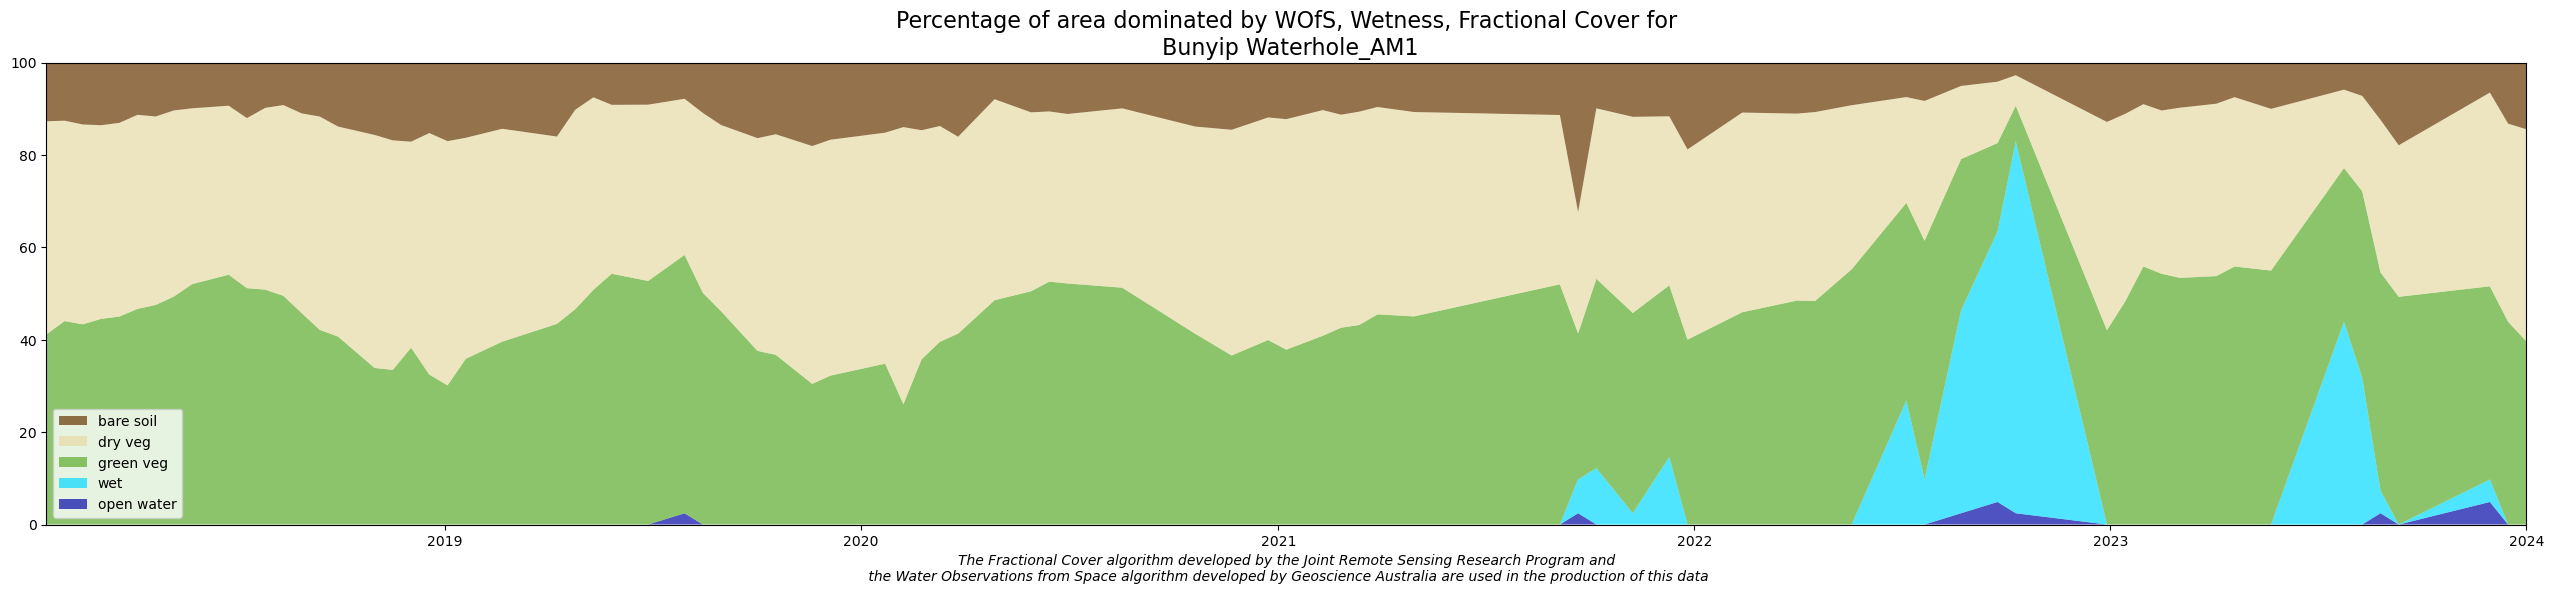 Percentage of area dominated by WOfS, Wetness, Fractional Cover for
Bunyip Waterhole_AM1
100
80
60
40
20
0
bare soil
dry veg
green veg
wet
open water
2019
2020
2021
2022
2023
2024
The Fractional Cover algorithm developed by the Joint Remote Sensing Research Program and
the Water Observations from Space algorithm developed by Geoscience Australia are used in the production of this data